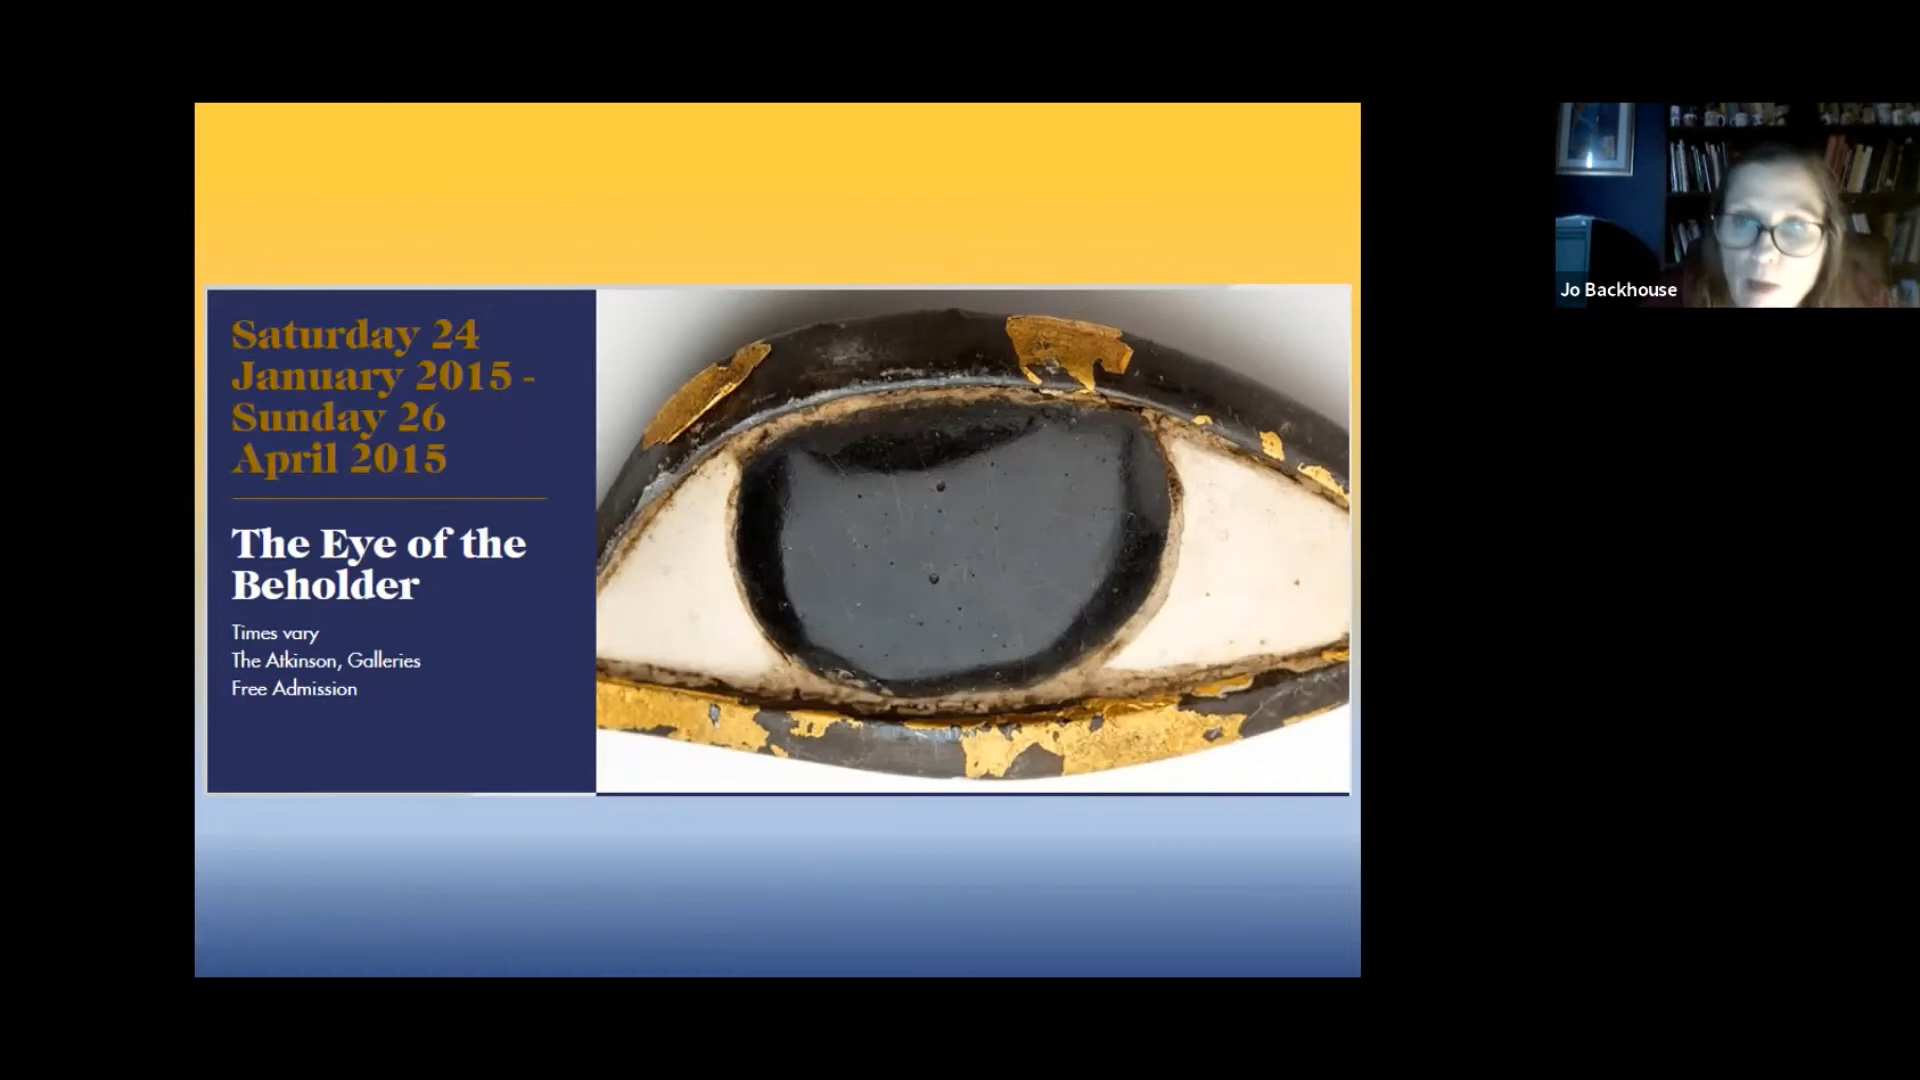 Saturday 24
January 2015 -
Sunday 26
April 2015
The Eye of the
Beholder
Times vary
The Atkinson, Galleries
Free Admission
Jo Backhouse